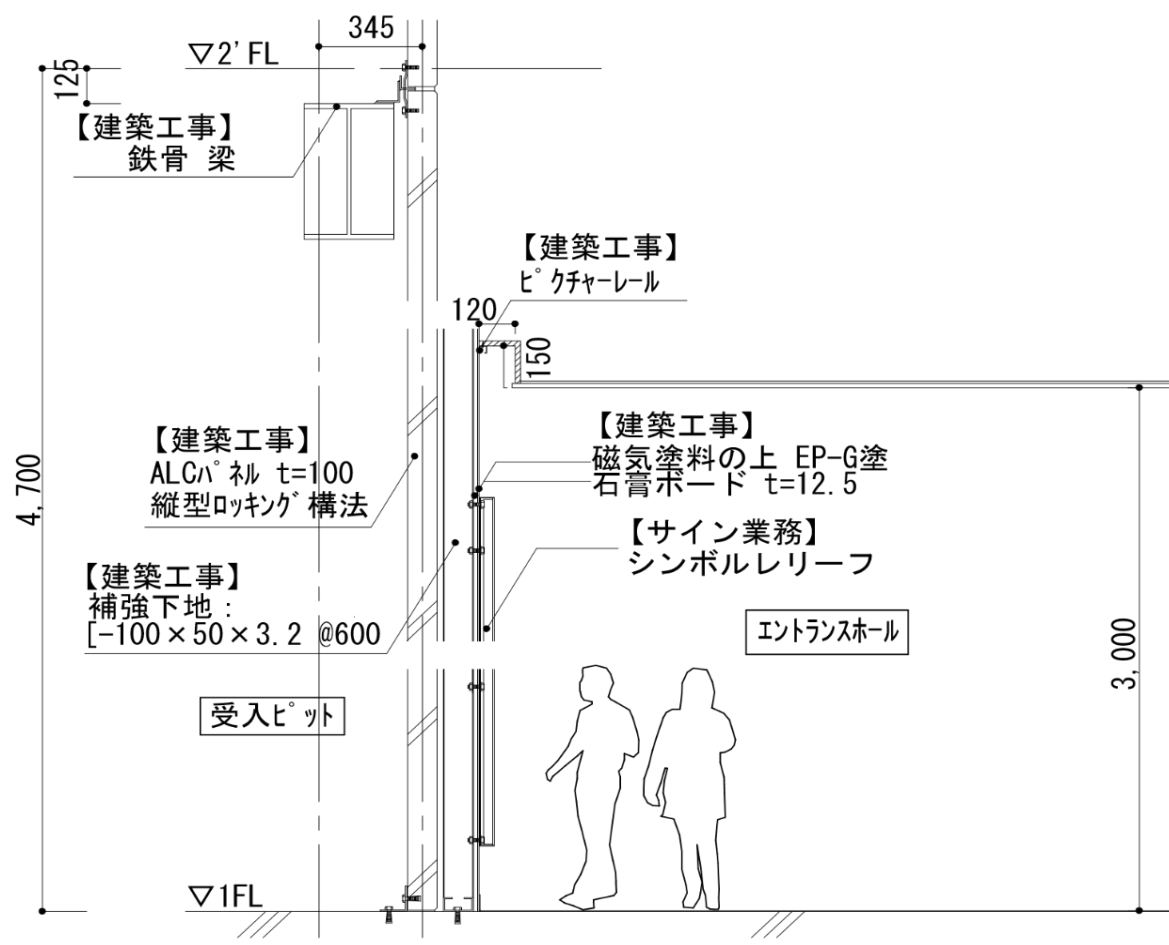 345
▽2'FL
125
【建築工事】
鉄骨 梁
【建築工事】
ピクチャーレール
120
150
【建築工事】
ALCパネル t=100
縦型ロッキング構法
【建築工事】
磁気塗料の上 EP-G塗
石膏ボード t=12.5
4,700
【サイン業務】
シンボルレリーフ
【建築工事】
補強下地：
[-100×50×3.2 @600
エントランスホール
3,000
受入ピット
▽1FL